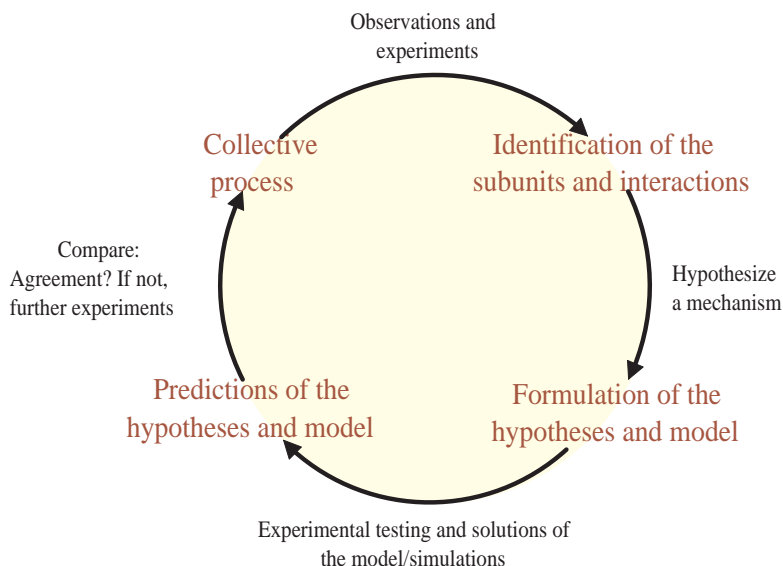 Observations and
experiments
Collective
process
Identification of the
subunits and interactions
Compare:
Agreement? If not,
further experiments
Hypothesize
a mechanism
Predictions of the
hypotheses and model
Formulation of the
hypotheses and model
Experimental testing and solutions of
the model/simulations